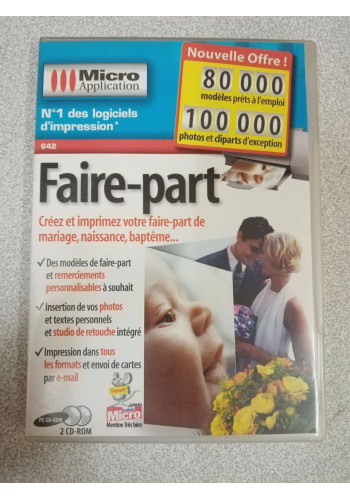 Micro
Application
Nouvelle Offre !
80 000
modèles prêts à l'emploi
100 000
photos et cliparts d'exception
N°1 des logiciels
d'impression*
642
Faire-part
Créez et imprimez votre faire-part de
mariage, naissance, baptême...
Des modèles de faire-part
et remerciements
personnalisables à souhait
Insertion de vos photos
et textes personnels
et studio de retouche intégré
Impression dans tous
les formats et envoi de cartes
par e-mail
PC CD-ROM
2 CD-ROM
Micro
Mention Très bien